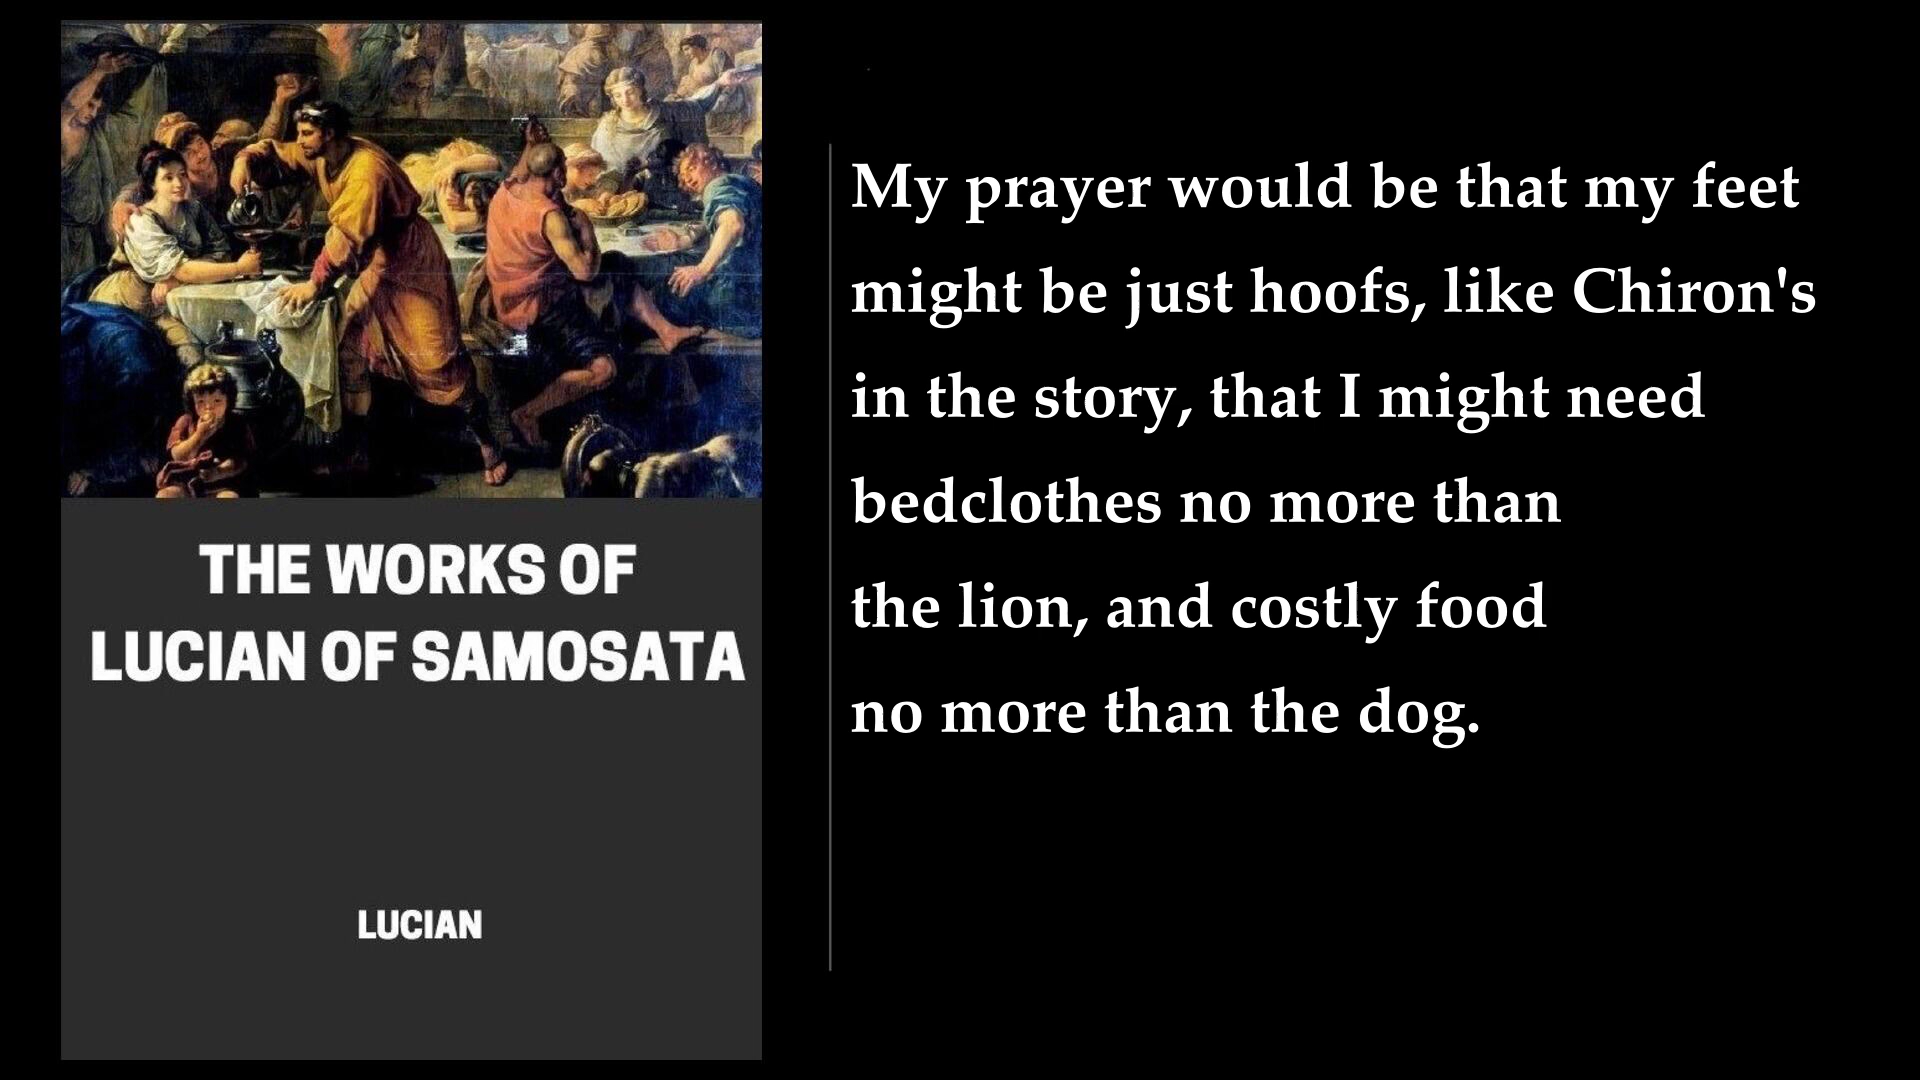 THE WORKS OF
LUCIAN OF SAMOSATA
LUCIAN
My prayer would be that my feet
might be just hoofs, like Chiron's
in the story, that I might need
bedclothes no more than
the lion, and costly food
no more than the dog.